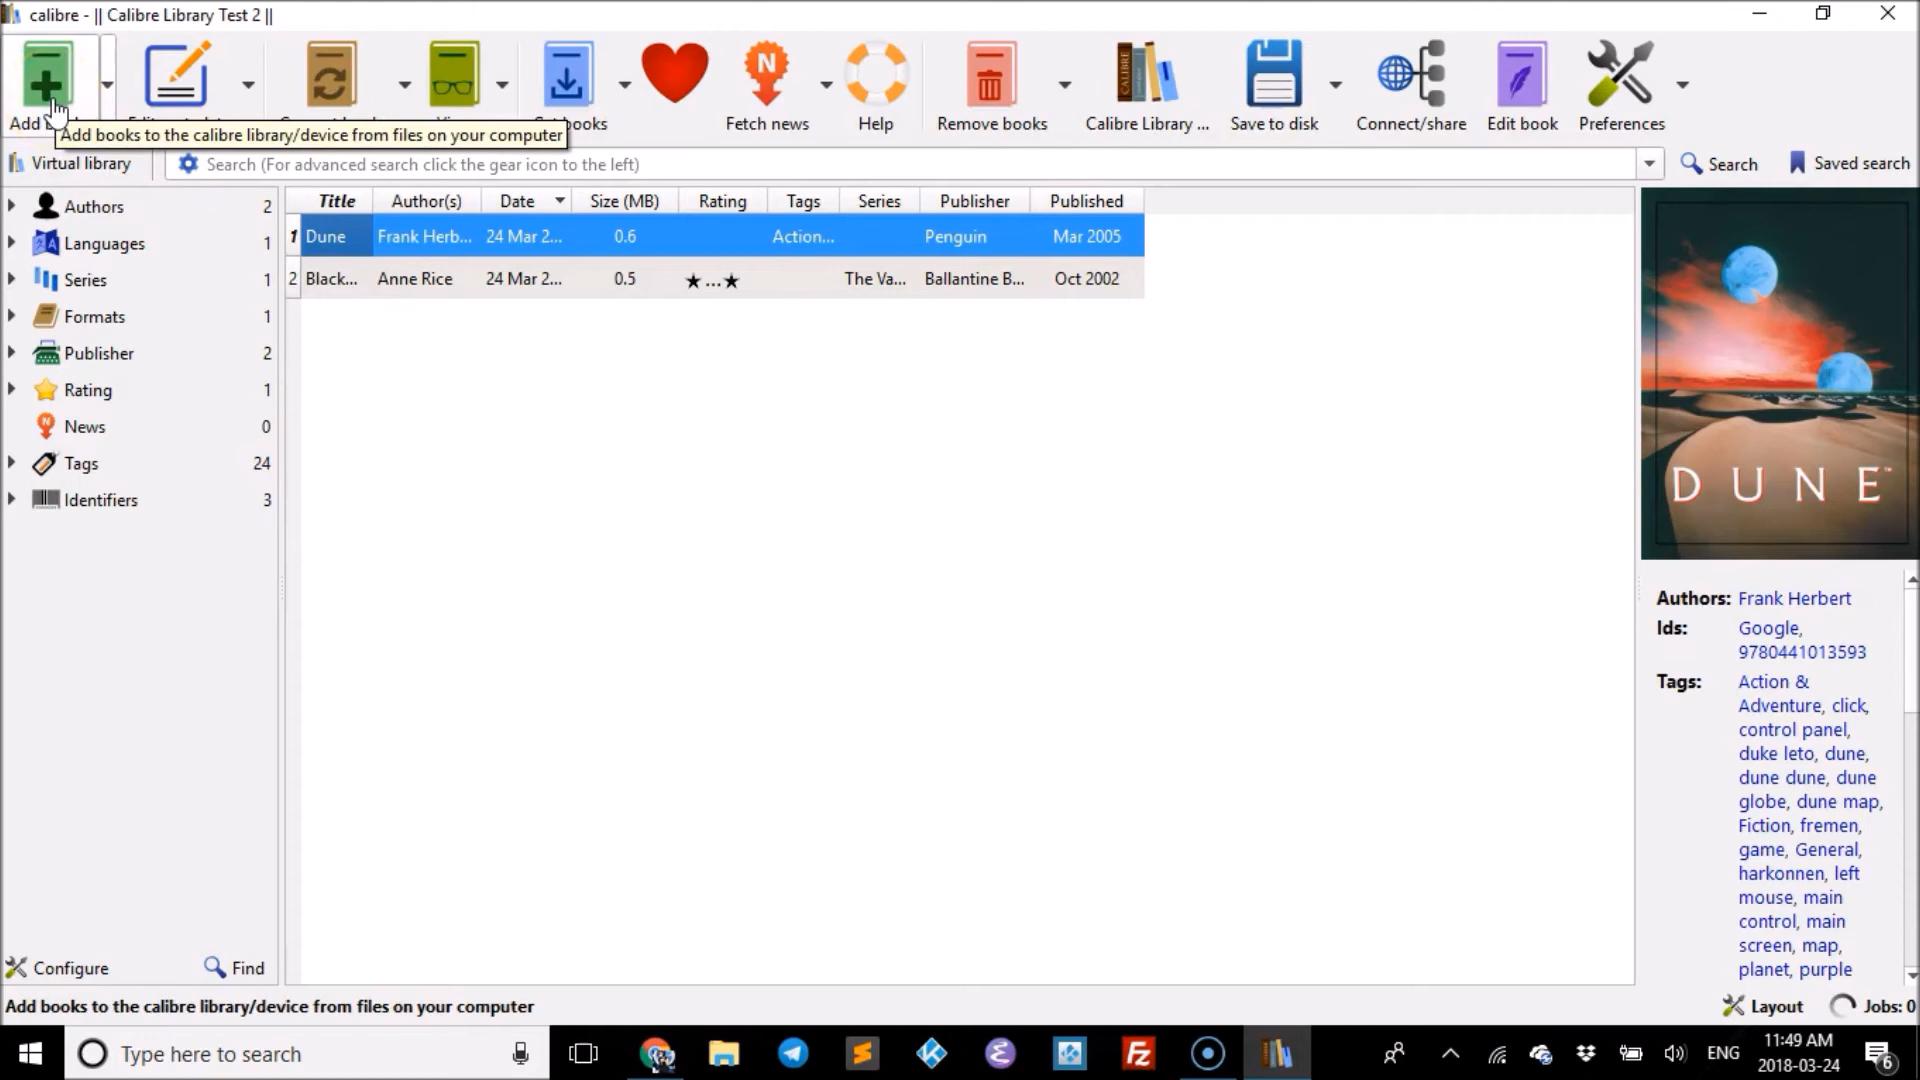 calibre - || Calibre Library Test 2 ||
Fetch news
Help
Remove books
Calibre Library ...
Save to disk
Connect/share
Edit book
Preferences
Add books to the calibre library/device from files on your computer
Virtual library
Search (For advanced search click the gear icon to the left)
Search
Saved search
Authors 2
Languages 1
Series 1
Formats 1
Publisher 2
Rating 1
News 0
Tags 24
Identifiers 3
Title Author(s) Date Size (MB) Rating Tags Series Publisher Published
1 Dune Frank Herb... 24 Mar 2... 0.6 Action... Penguin Mar 2005
2 Black... Anne Rice 24 Mar 2... 0.5 ★...★ The Va... Ballantine B... Oct 2002
DUNE™
Authors: Frank Herbert
Ids: Google,
9780441013593
Tags: Action &
Adventure, click,
control panel,
duke leto, dune,
dune dune, dune
globe, dune map,
Fiction, fremen,
game, General,
harkonnen, left
mouse, main
control, main
screen, map,
planet, purple
Configure
Find
Add books to the calibre library/device from files on your computer
Layout
Jobs: 0
Type here to search
ENG
11:49 AM
2018-03-24
6